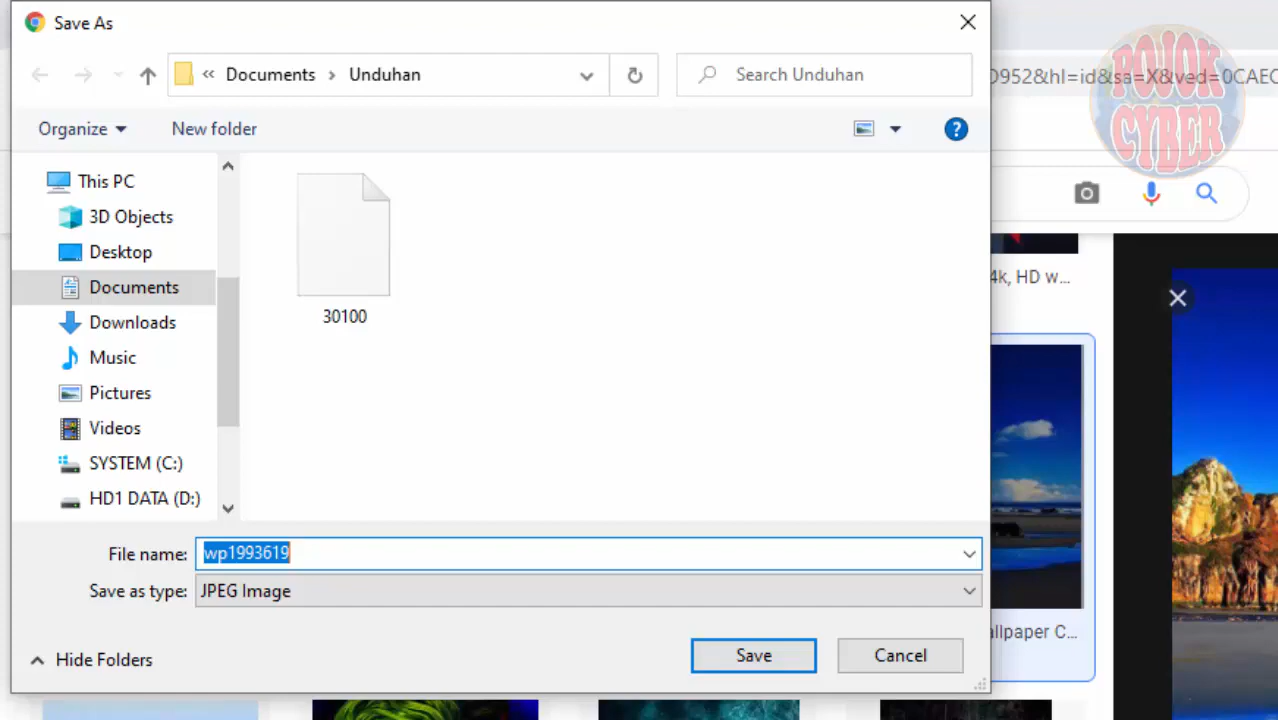 Save As
Documents
Unduhan
Search Unduhan
D952&hl=id&sa=X&ved=0CAEC
POJOK
CYBER
Organize
New folder
This PC
3D Objects
Desktop
Documents
Downloads
Music
Pictures
Videos
SYSTEM (C:)
HD1 DATA (D:)
30100
4k, HD w...
allpaper C...
File name:
wp1993619
Save as type:
JPEG Image
Hide Folders
Save
Cancel